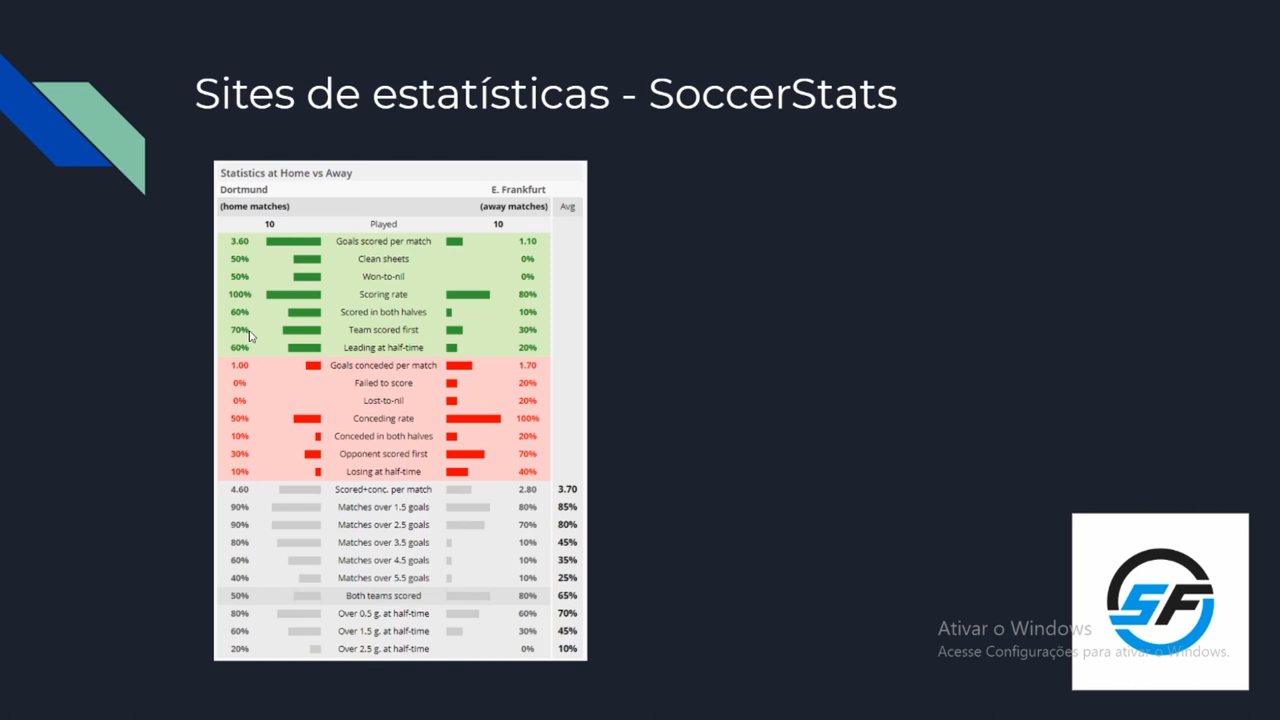 Sites de estatísticas - SoccerStats
Statistics at Home vs Away
Dortmund E. Frankfurt
(home matches) (away matches) Avg
10 Played 10
3.60 Goals scored per match 1.10
50% Clean sheets 0%
50% Won-to-nil 0%
100% Scoring rate 80%
60% Scored in both halves 10%
70% Team scored first 30%
60% Leading at half-time 20%
1.00 Goals conceded per match 1.70
0% Failed to score 20%
0% Lost-to-nil 20%
50% Conceding rate 100%
10% Conceded in both halves 20%
30% Opponent scored first 70%
10% Losing at half-time 40%
4.60 Scored+conc. per match 2.80 3.70
90% Matches over 1.5 goals 80% 85%
90% Matches over 2.5 goals 70% 80%
80% Matches over 3.5 goals 10% 45%
60% Matches over 4.5 goals 10% 35%
40% Matches over 5.5 goals 10% 25%
50% Both teams scored 80% 65%
80% Over 0.5 g. at half-time 60% 70%
60% Over 1.5 g. at half-time 30% 45%
20% Over 2.5 g. at half-time 0% 10%
SF
Ativar o Windows
Acesse Configurações para ativar o Windows.